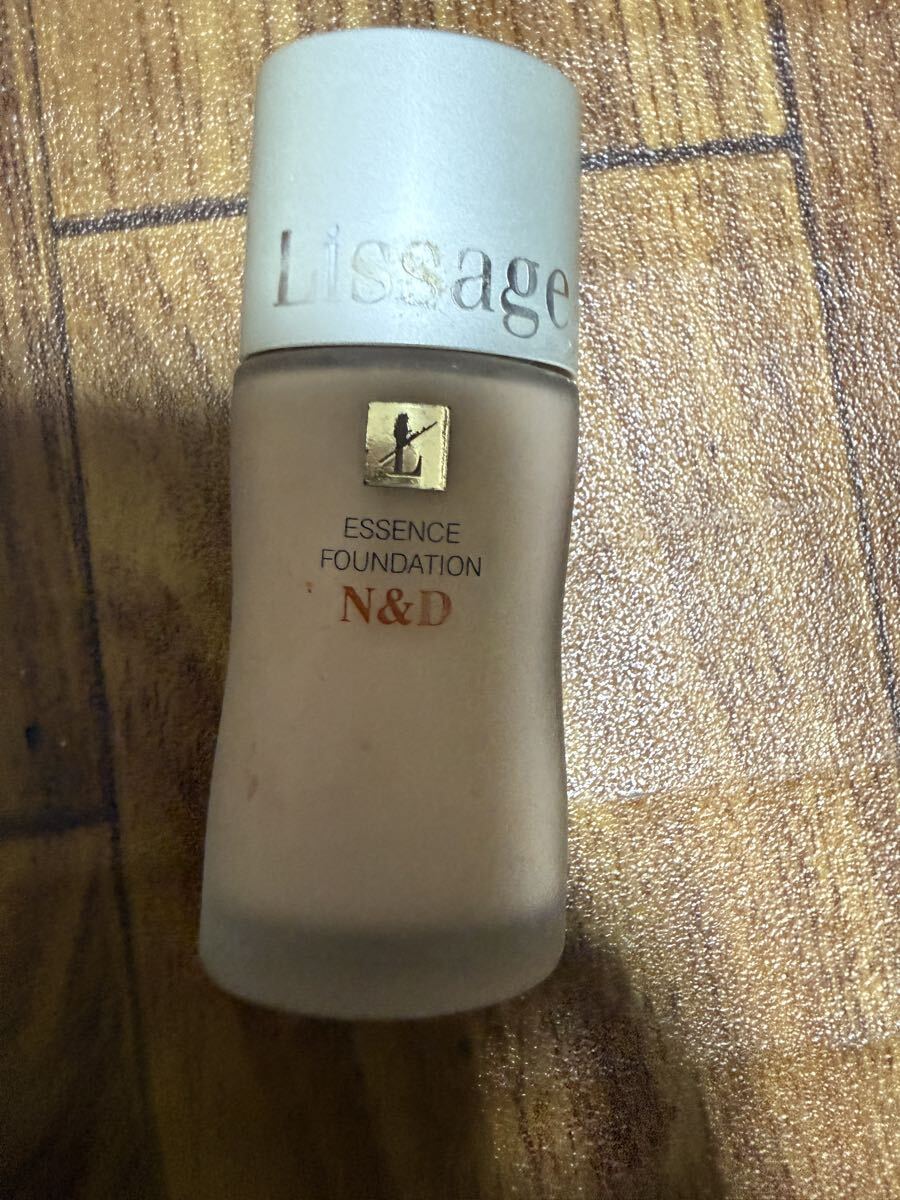 Lissage
L
ESSENCE
FOUNDATION
N&D